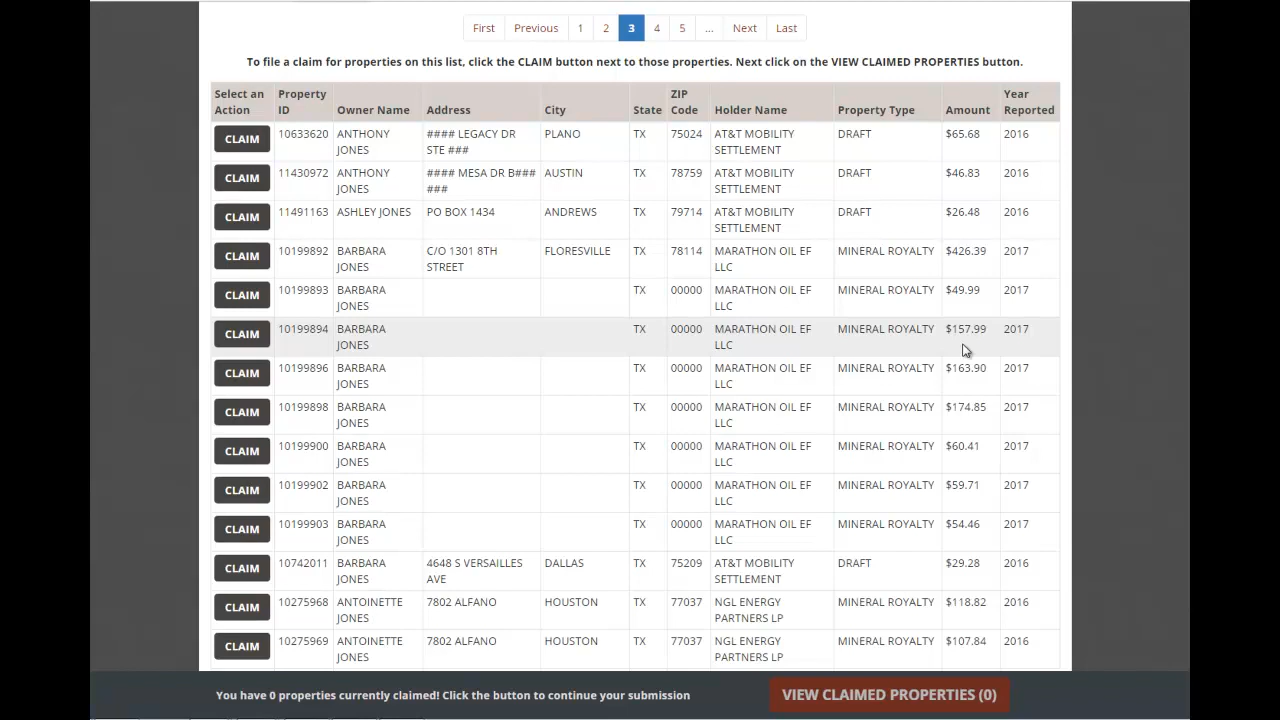 First Previous 1 2 3 4 5 ... Next Last
To file a claim for properties on this list, click the CLAIM button next to those properties. Next click on the VIEW CLAIMED PROPERTIES button.
Select an Action Property ID Owner Name Address City State ZIP Code Holder Name Property Type Amount Year Reported
CLAIM 10633620 ANTHONY JONES #### LEGACY DR STE ### PLANO TX 75024 AT&T MOBILITY SETTLEMENT DRAFT $65.68 2016
CLAIM 11430972 ANTHONY JONES #### MESA DR B### ### AUSTIN TX 78759 AT&T MOBILITY SETTLEMENT DRAFT $46.83 2016
CLAIM 11491163 ASHLEY JONES PO BOX 1434 ANDREWS TX 79714 AT&T MOBILITY SETTLEMENT DRAFT $26.48 2016
CLAIM 10199892 BARBARA JONES C/O 1301 8TH STREET FLORESVILLE TX 78114 MARATHON OIL EF LLC MINERAL ROYALTY $426.39 2017
CLAIM 10199893 BARBARA JONES TX 00000 MARATHON OIL EF LLC MINERAL ROYALTY $49.99 2017
CLAIM 10199894 BARBARA JONES TX 00000 MARATHON OIL EF LLC MINERAL ROYALTY $157.99 2017
CLAIM 10199896 BARBARA JONES TX 00000 MARATHON OIL EF LLC MINERAL ROYALTY $163.90 2017
CLAIM 10199898 BARBARA JONES TX 00000 MARATHON OIL EF LLC MINERAL ROYALTY $174.85 2017
CLAIM 10199900 BARBARA JONES TX 00000 MARATHON OIL EF LLC MINERAL ROYALTY $60.41 2017
CLAIM 10199902 BARBARA JONES TX 00000 MARATHON OIL EF LLC MINERAL ROYALTY $59.71 2017
CLAIM 10199903 BARBARA JONES TX 00000 MARATHON OIL EF LLC MINERAL ROYALTY $54.46 2017
CLAIM 10742011 BARBARA JONES 4648 S VERSAILLES AVE DALLAS TX 75209 AT&T MOBILITY SETTLEMENT DRAFT $29.28 2016
CLAIM 10275968 ANTOINETTE JONES 7802 ALFANO HOUSTON TX 77037 NGL ENERGY PARTNERS LP MINERAL ROYALTY $118.82 2016
CLAIM 10275969 ANTOINETTE JONES 7802 ALFANO HOUSTON TX 77037 NGL ENERGY PARTNERS LP MINERAL ROYALTY $107.84 2016
You have 0 properties currently claimed! Click the button to continue your submission
VIEW CLAIMED PROPERTIES (0)